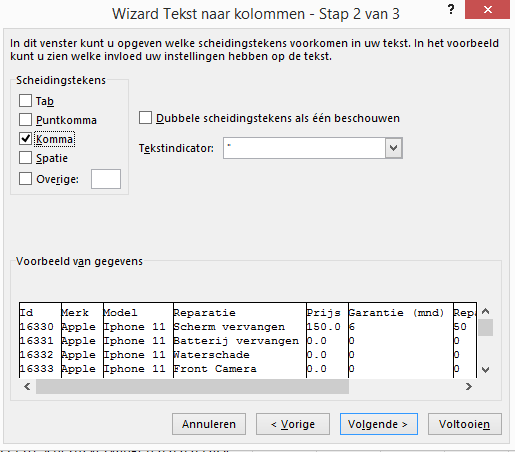 Wizard Tekst naar kolommen - Stap 2 van 3
In dit venster kunt u opgeven welke scheidingstekens voorkomen in uw tekst. In het voorbeeld
kunt u zien welke invloed uw instellingen hebben op de tekst.
Scheidingstekens
Tab
Puntkomma
Komma
Spatie
Overige:
Dubbele scheidingstekens als één beschouwen
Tekstindicator: "
Voorbeeld van gegevens
Id Merk Model Reparatie Prijs Garantie (mnd) Repa
16330 Apple Iphone 11 Scherm vervangen 150.0 6 50
16331 Apple Iphone 11 Batterij vervangen 0.0 0 0
16332 Apple Iphone 11 Waterschade 0.0 0 0
16333 Apple Iphone 11 Front Camera 0.0 0 0
Annuleren < Vorige Volgende > Voltooien